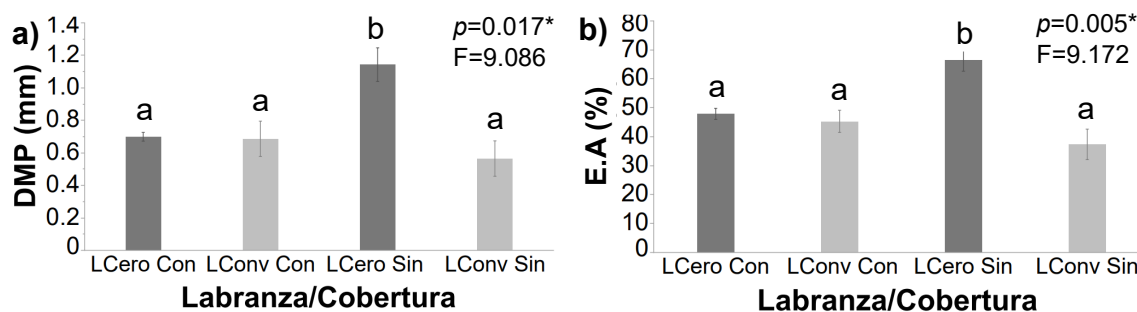 a)
DMP (mm)
1.4
1.2
1.0
0.8
0.6
0.4
0.2
0
a
a
b
a
p=0.017*
F=9.086
LCero Con
LConv Con
LCero Sin
LConv Sin
Labranza/Cobertura
b)
E.A (%)
80
70
60
50
40
30
20
10
0
a
a
b
a
p=0.005*
F=9.172
LCero Con
LConv Con
LCero Sin
LConv Sin
Labranza/Cobertura